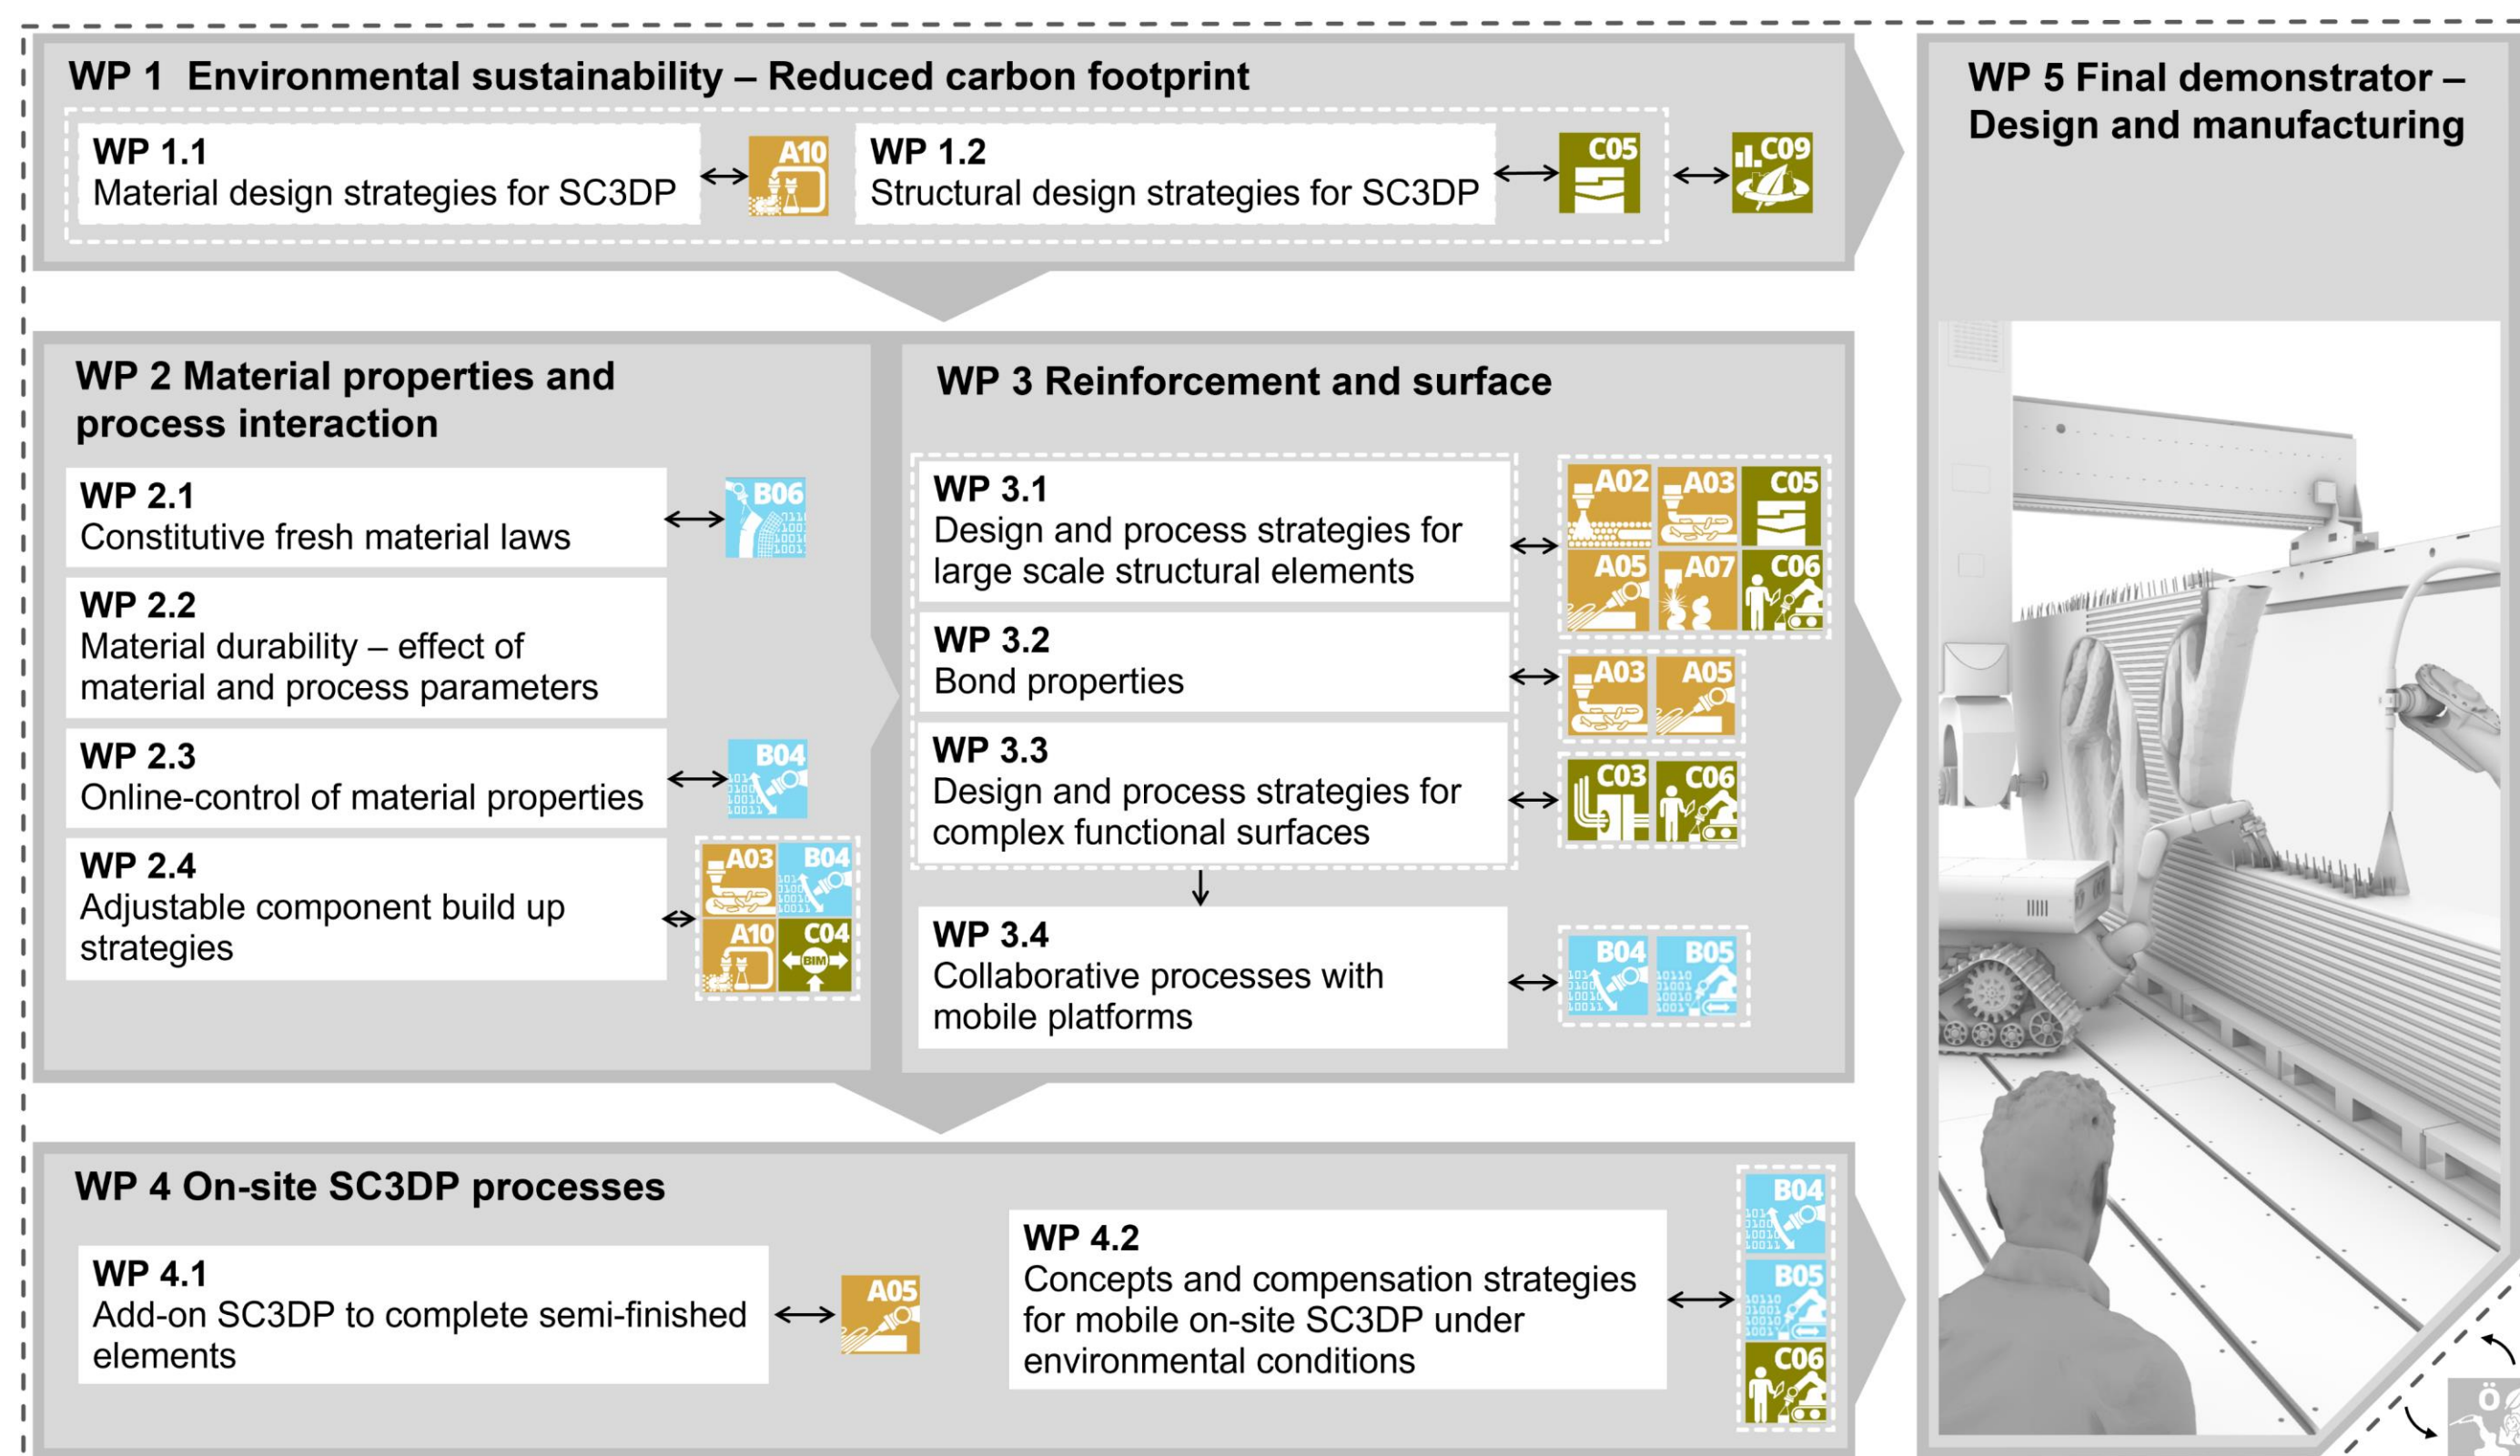 WP 1 Environmental sustainability – Reduced carbon footprint
WP 1.1
Material design strategies for SC3DP
A10
WP 1.2
Structural design strategies for SC3DP
C05
C09
WP 2 Material properties and
process interaction
WP 2.1
Constitutive fresh material laws
B06
WP 2.2
Material durability – effect of
material and process parameters
WP 2.3
Online-control of material properties
B04
WP 2.4
Adjustable component build up
strategies
A03 B04
A10 C04
BIM
WP 3 Reinforcement and surface
WP 3.1
Design and process strategies for
large scale structural elements
A02 A03 C05
A05 A07 C06
WP 3.2
Bond properties
A03 A05
WP 3.3
Design and process strategies for
complex functional surfaces
C03 C06
WP 3.4
Collaborative processes with
mobile platforms
B04 B05
WP 4 On-site SC3DP processes
WP 4.1
Add-on SC3DP to complete semi-finished
elements
A05
WP 4.2
Concepts and compensation strategies
for mobile on-site SC3DP under
environmental conditions
B04
B05
C06
WP 5 Final demonstrator –
Design and manufacturing
Ö